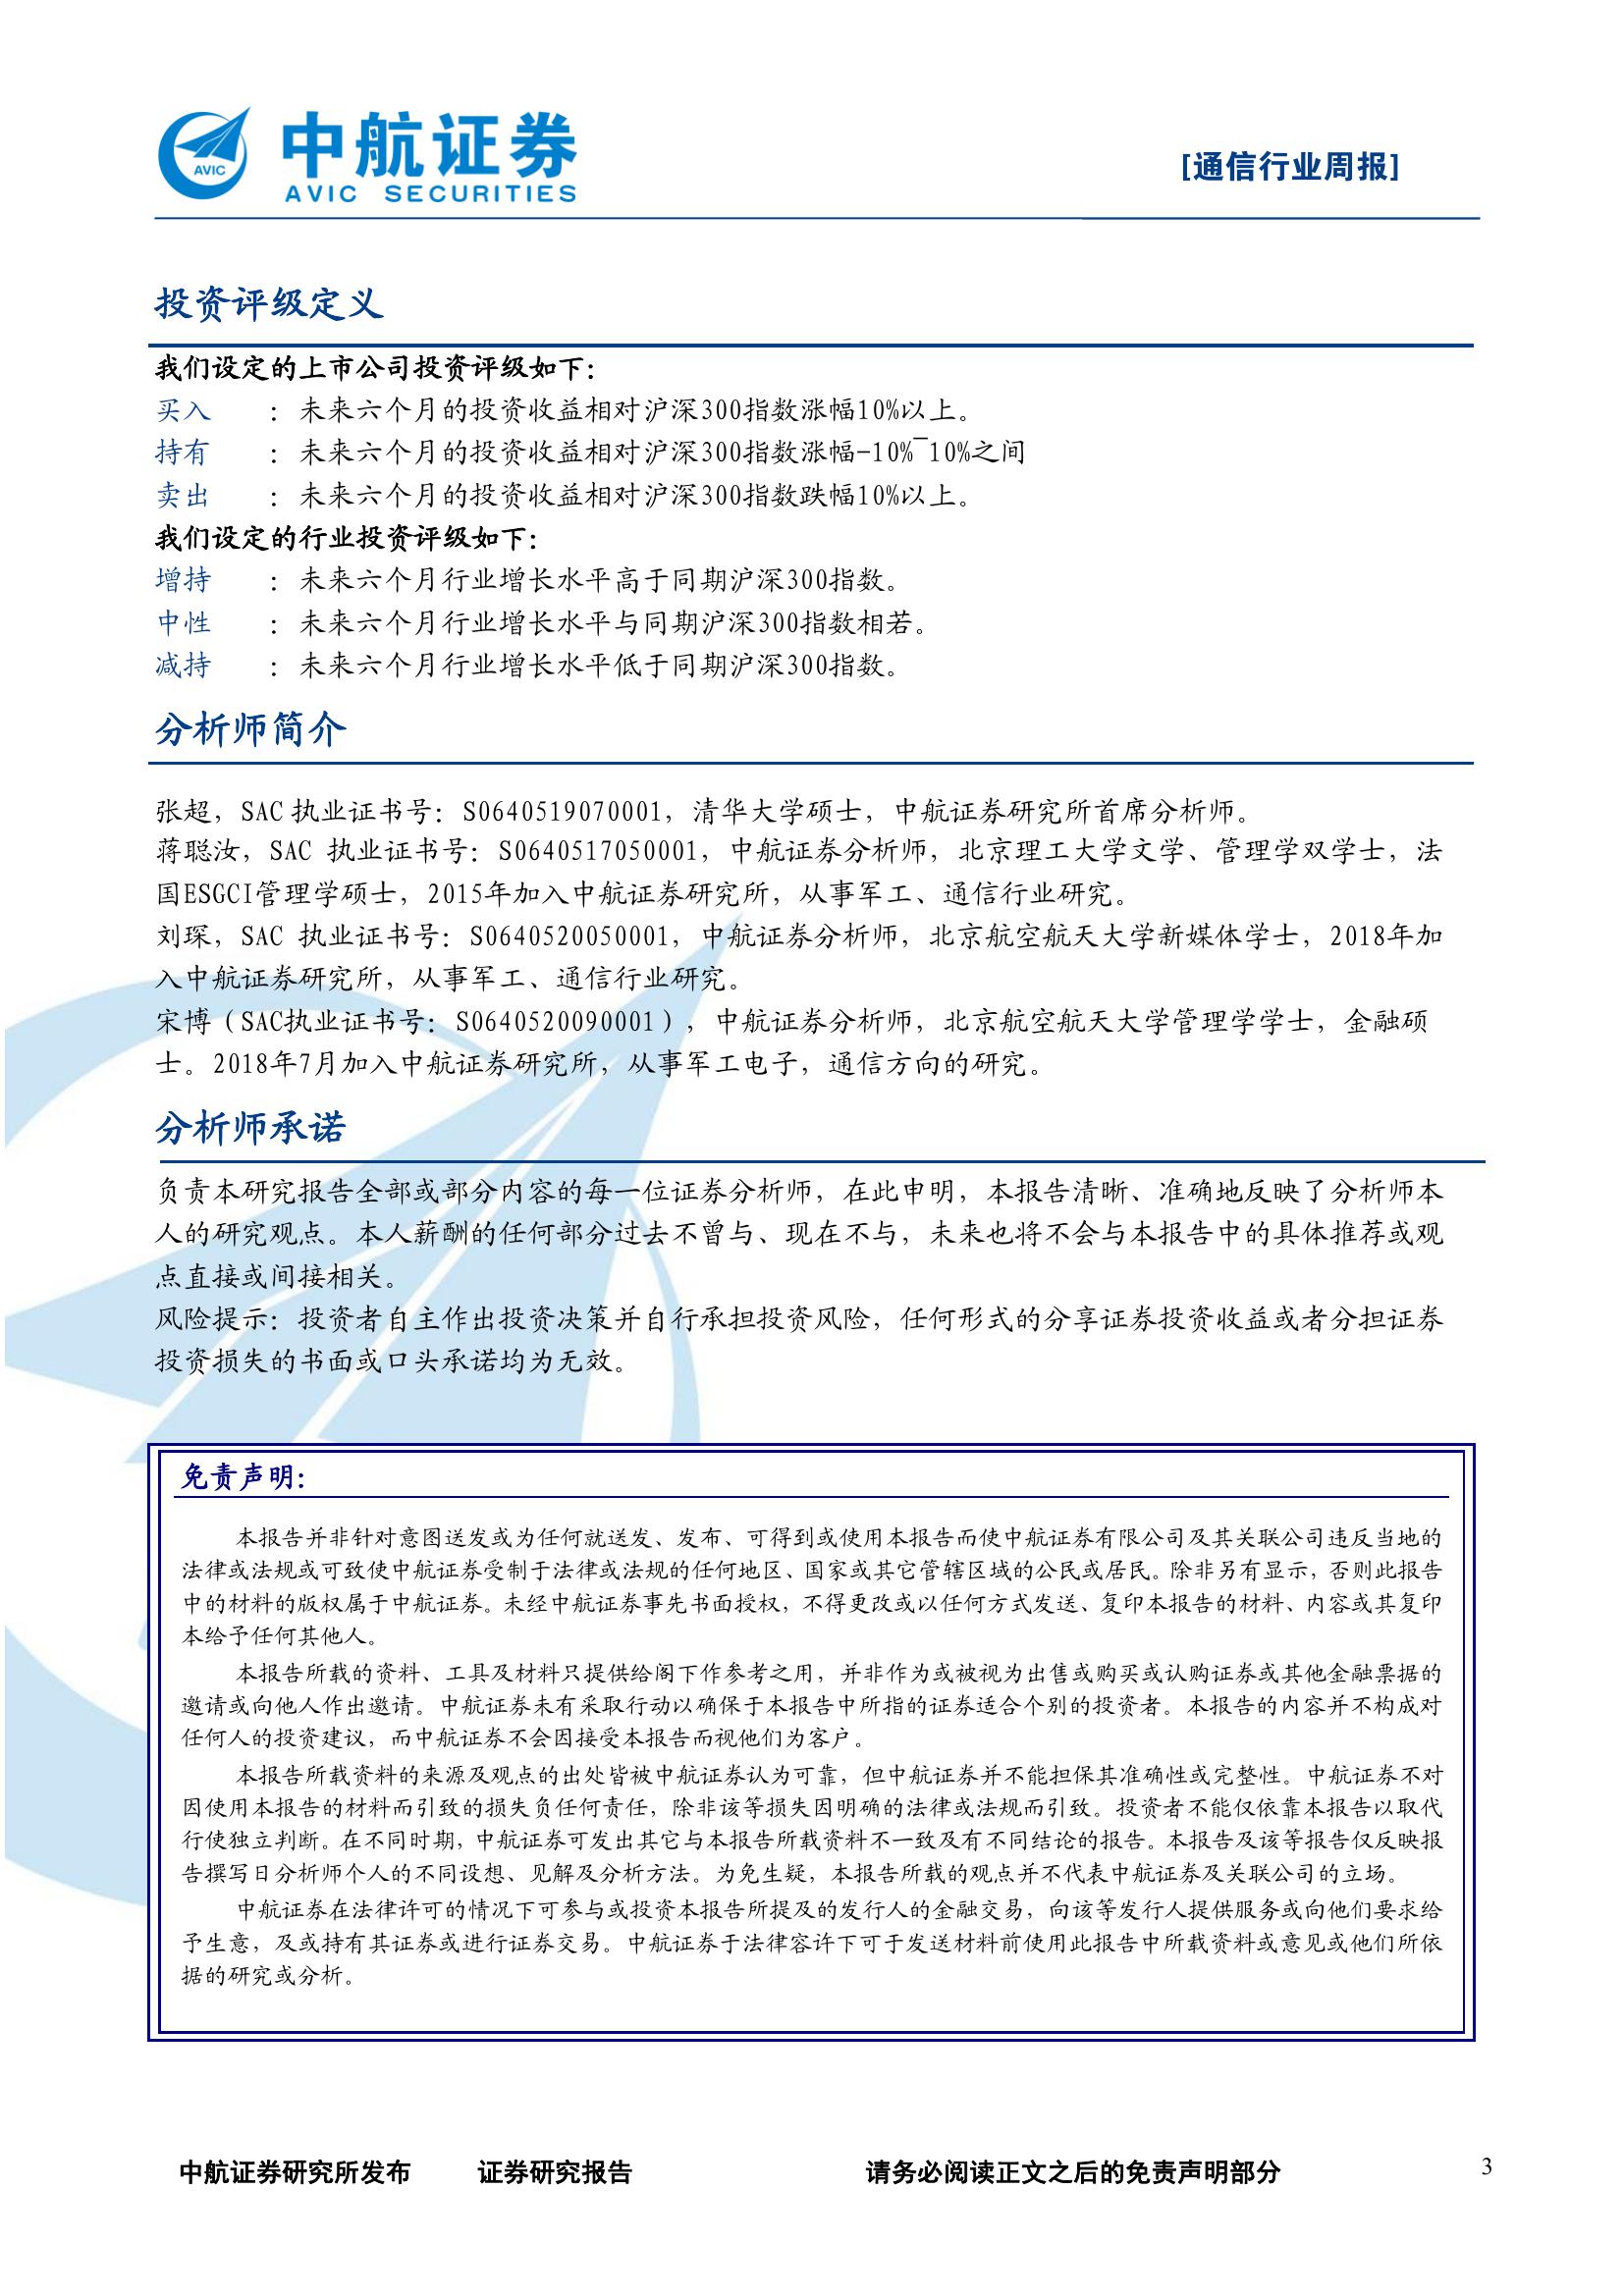 AVIC
中航证券
AVIC SECURITIES
[通信行业周报]
投资评级定义
我们设定的上市公司投资评级如下：
买入 ：未来六个月的投资收益相对沪深300指数涨幅10%以上。
持有 ：未来六个月的投资收益相对沪深300指数涨幅-10%~10%之间
卖出 ：未来六个月的投资收益相对沪深300指数跌幅10%以上。
我们设定的行业投资评级如下：
增持 ：未来六个月行业增长水平高于同期沪深300指数。
中性 ：未来六个月行业增长水平与同期沪深300指数相若。
减持 ：未来六个月行业增长水平低于同期沪深300指数。
分析师简介
张超，SAC 执业证书号：S0640519070001，清华大学硕士，中航证券研究所首席分析师。
蒋聪汝，SAC 执业证书号：S0640517050001，中航证券分析师，北京理工大学文学、管理学双学士，法
国ESGCI管理学硕士，2015年加入中航证券研究所，从事军工、通信行业研究。
刘琛，SAC 执业证书号：S0640520050001，中航证券分析师，北京航空航天大学新媒体学士，2018年加
入中航证券研究所，从事军工、通信行业研究。
宋博（SAC执业证书号：S0640520090001），中航证券分析师，北京航空航天大学管理学学士，金融硕
士。2018年7月加入中航证券研究所，从事军工电子，通信方向的研究。
分析师承诺
负责本研究报告全部或部分内容的每一位证券分析师，在此申明，本报告清晰、准确地反映了分析师本
人的研究观点。本人薪酬的任何部分过去不曾与、现在不与，未来也将不会与本报告中的具体推荐或观
点直接或间接相关。
风险提示：投资者自主作出投资决策并自行承担投资风险，任何形式的分享证券投资收益或者分担证券
投资损失的书面或口头承诺均为无效。
免责声明：
本报告并非针对意图送发或为任何就送发、发布、可得到或使用本报告而使中航证券有限公司及其关联公司违反当地的
法律或法规或可致使中航证券受制于法律或法规的任何地区、国家或其它管辖区域的公民或居民。除非另有显示，否则此报告
中的材料的版权属于中航证券。未经中航证券事先书面授权，不得更改或以任何方式发送、复印本报告的材料、内容或其复印
本给予任何其他人。
本报告所载的资料、工具及材料只提供给阁下作参考之用，并非作为或被视为出售或购买或认购证券或其他金融票据的
邀请或向他人作出邀请。中航证券未有采取行动以确保于本报告中所指的证券适合个别的投资者。本报告的内容并不构成对
任何人的投资建议，而中航证券不会因接受本报告而视他们为客户。
本报告所载资料的来源及观点的出处皆被中航证券认为可靠，但中航证券并不能担保其准确性或完整性。中航证券不对
因使用本报告的材料而引致的损失负任何责任，除非该等损失因明确的法律或法规而引致。投资者不能仅依靠本报告以取代
行使独立判断。在不同时期，中航证券可发出其它与本报告所载资料不一致及有不同结论的报告。本报告及该等报告仅反映报
告撰写日分析师个人的不同设想、见解及分析方法。为免生疑，本报告所载的观点并不代表中航证券及关联公司的立场。
中航证券在法律许可的情况下可参与或投资本报告所提及的发行人的金融交易，向该等发行人提供服务或向他们要求给
予生意，及或持有其证券或进行证券交易。中航证券于法律容许下可于发送材料前使用此报告中所载资料或意见或他们所依
据的研究或分析。
中航证券研究所发布 证券研究报告 请务必阅读正文之后的免责声明部分 3